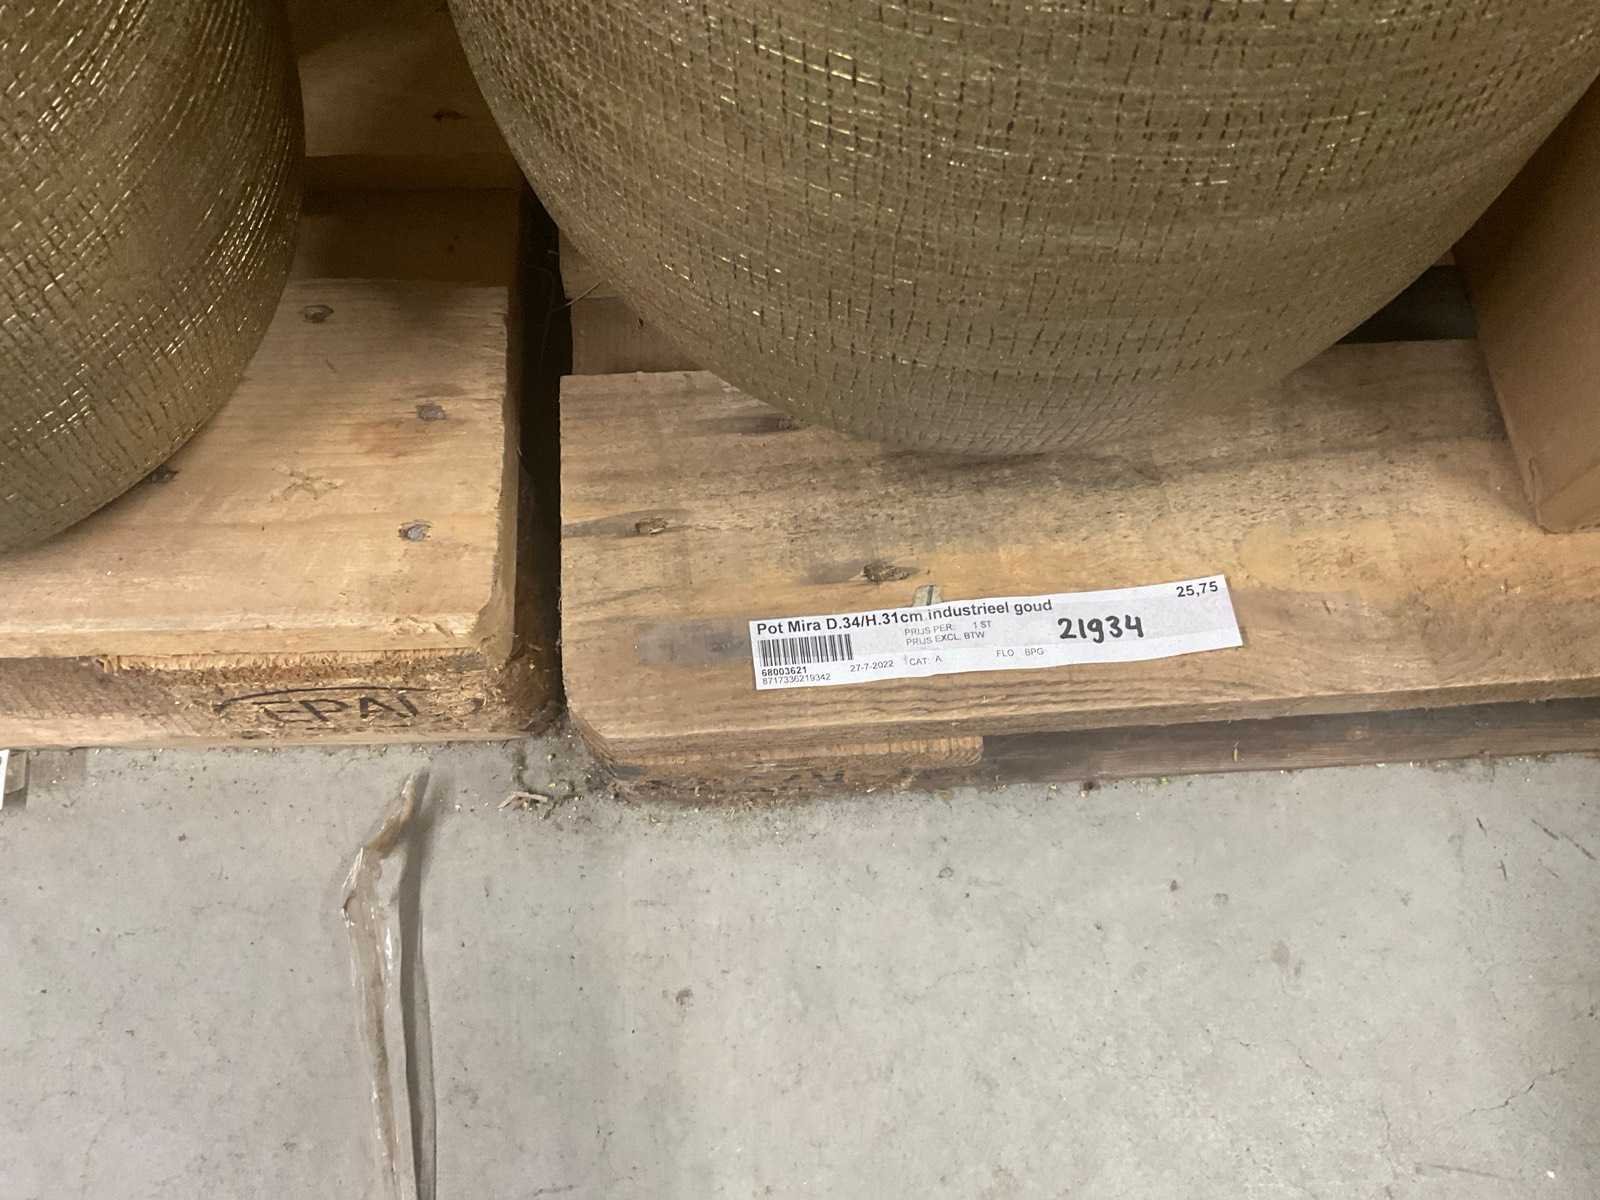 Pot Mira D.34/H.31cm industrieel goud
25,75
PRIJS PER: 1 ST
PRIJS EXCL. BTW
21934
68003621
27-7-2022
CAT: A
FLO BPG
8717336219342
EPAL